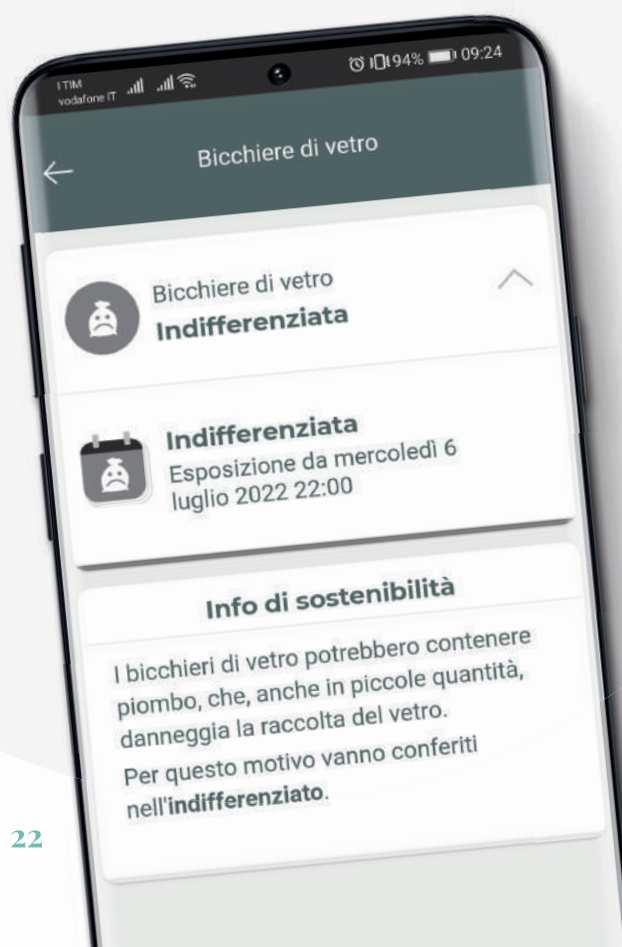 I TIM
vodafone IT
94% 09:24
Bicchiere di vetro
Bicchiere di vetro
Indifferenziata
Indifferenziata
Esposizione da mercoledì 6
luglio 2022 22:00
Info di sostenibilità
I bicchieri di vetro potrebbero contenere
piombo, che, anche in piccole quantità,
danneggia la raccolta del vetro.
Per questo motivo vanno conferiti
nell'indifferenziato.
22